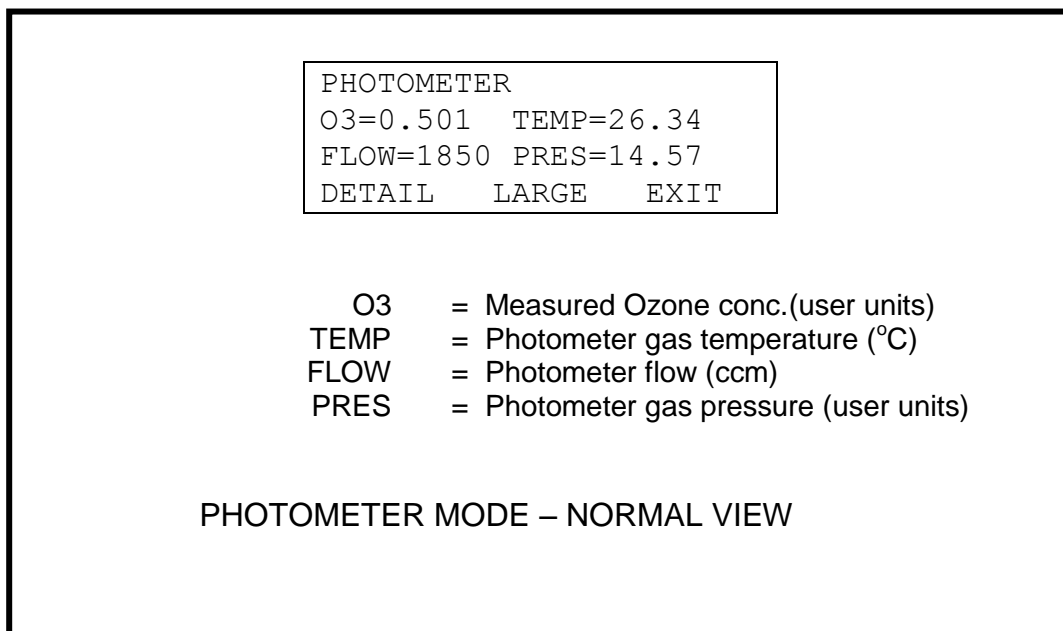 PHOTOMETER
O3=0.501 TEMP=26.34
FLOW=1850 PRES=14.57
DETAIL LARGE EXIT
O3 = Measured Ozone conc.(user units)
TEMP = Photometer gas temperature (°C)
FLOW = Photometer flow (ccm)
PRES = Photometer gas pressure (user units)
PHOTOMETER MODE – NORMAL VIEW